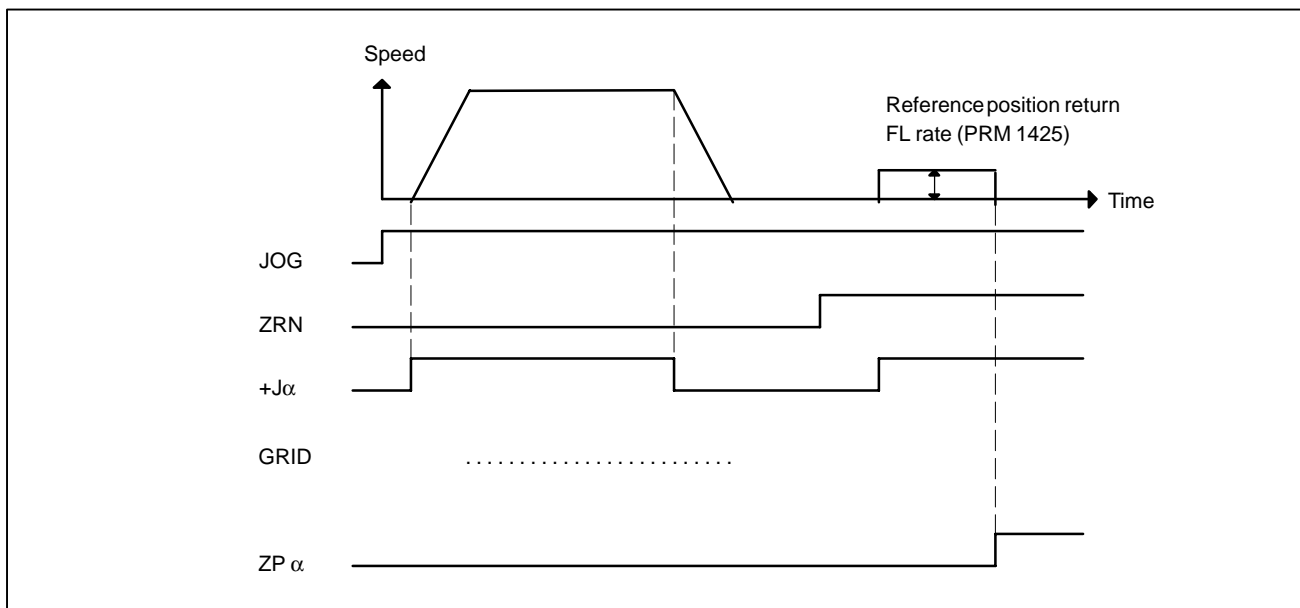 Speed
Reference position return
FL rate (PRM 1425)
Time
JOG
ZRN
+Jα
GRID
ZP α